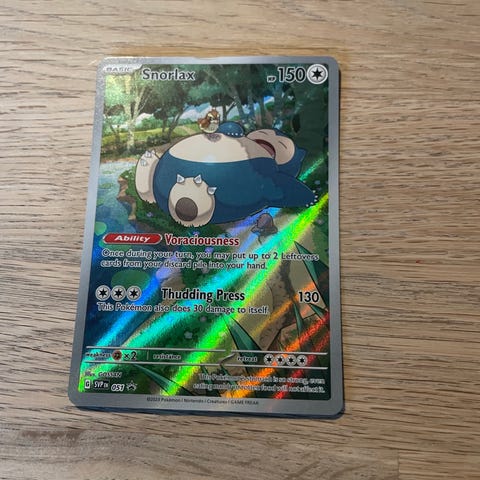 BASIC
Snorlax
HP 150
Ability Voraciousness
Once during your turn, you may put up to 2 Leftovers
cards from your discard pile into your hand.
Thudding Press 130
This Pokémon also does 30 damage to itself.
weakness ×2 resistance retreat
G SVP EN 051
This Pokémon's stomach is so strong, even
eating moldy or rotten food will not affect it.
©2023 Pokémon / Nintendo / Creatures / GAME FREAK